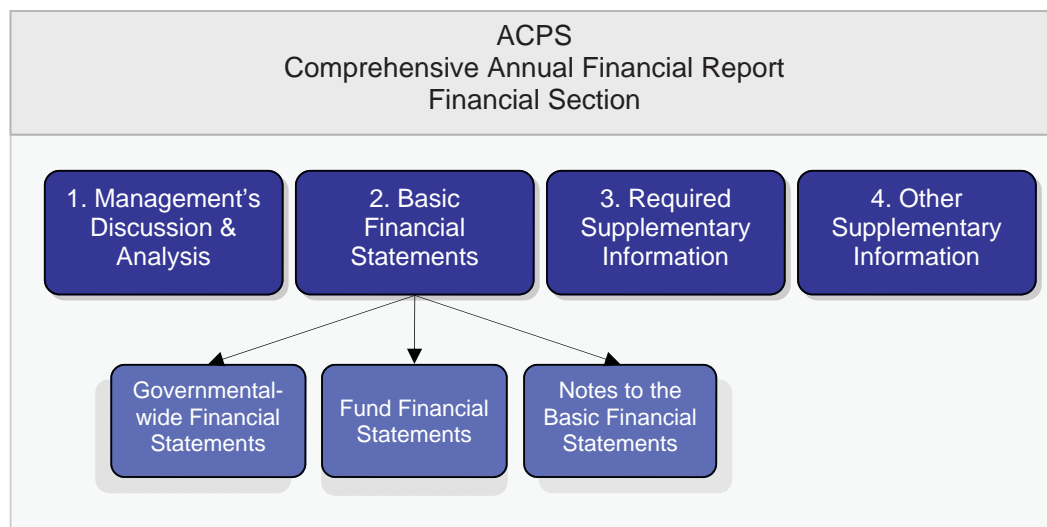 ACPS
Comprehensive Annual Financial Report
Financial Section
1. Management’s
Discussion &
Analysis
2. Basic
Financial
Statements
3. Required
Supplementary
Information
4. Other
Supplementary
Information
Governmental-
wide Financial
Statements
Fund Financial
Statements
Notes to the
Basic Financial
Statements